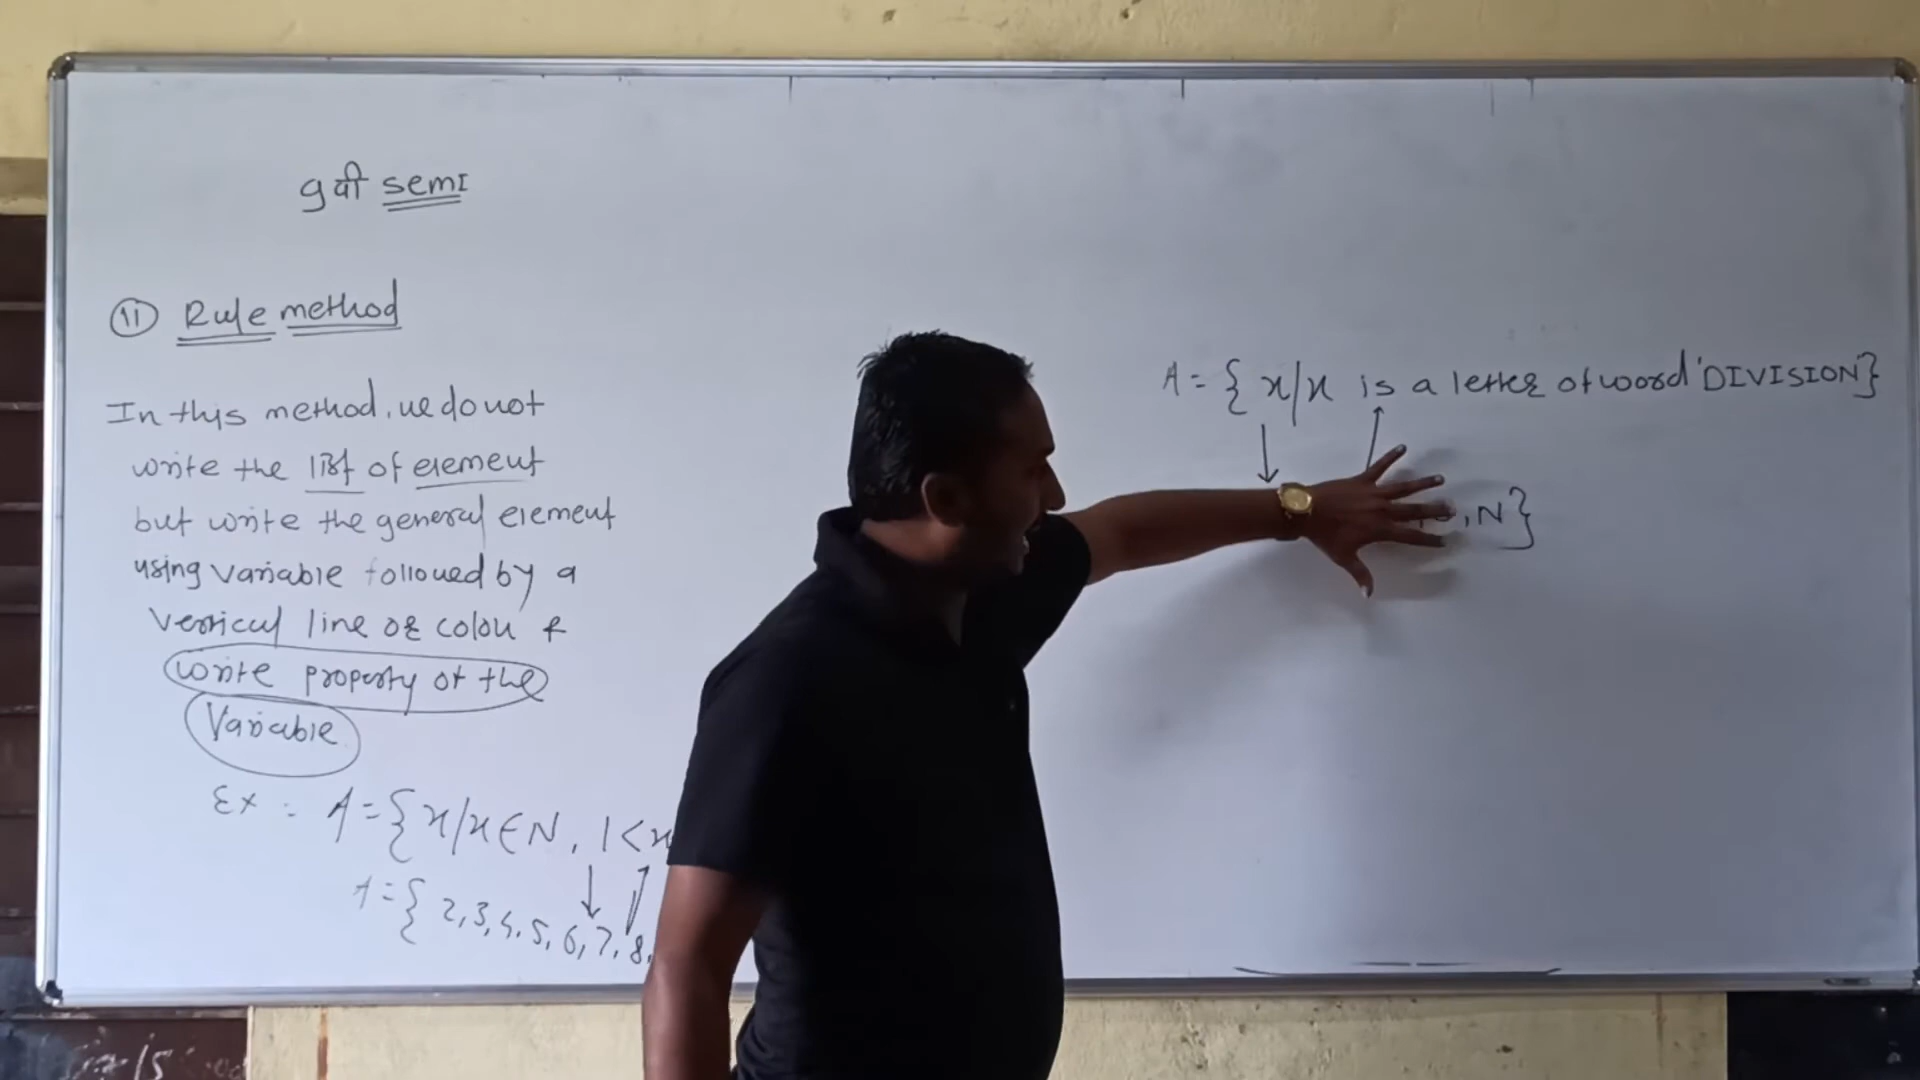 9वी semI
11 Rule method
In this method, we do not
write the list of element
but write the general element
using variable followed by a
vertical line or colon &
write property of the
Variable
Ex = A = {x/x∈N, 1<x
A = { 2,3,4,5,6,7,8,
A = { x/x is a letter of word 'DIVISION'}
,N}